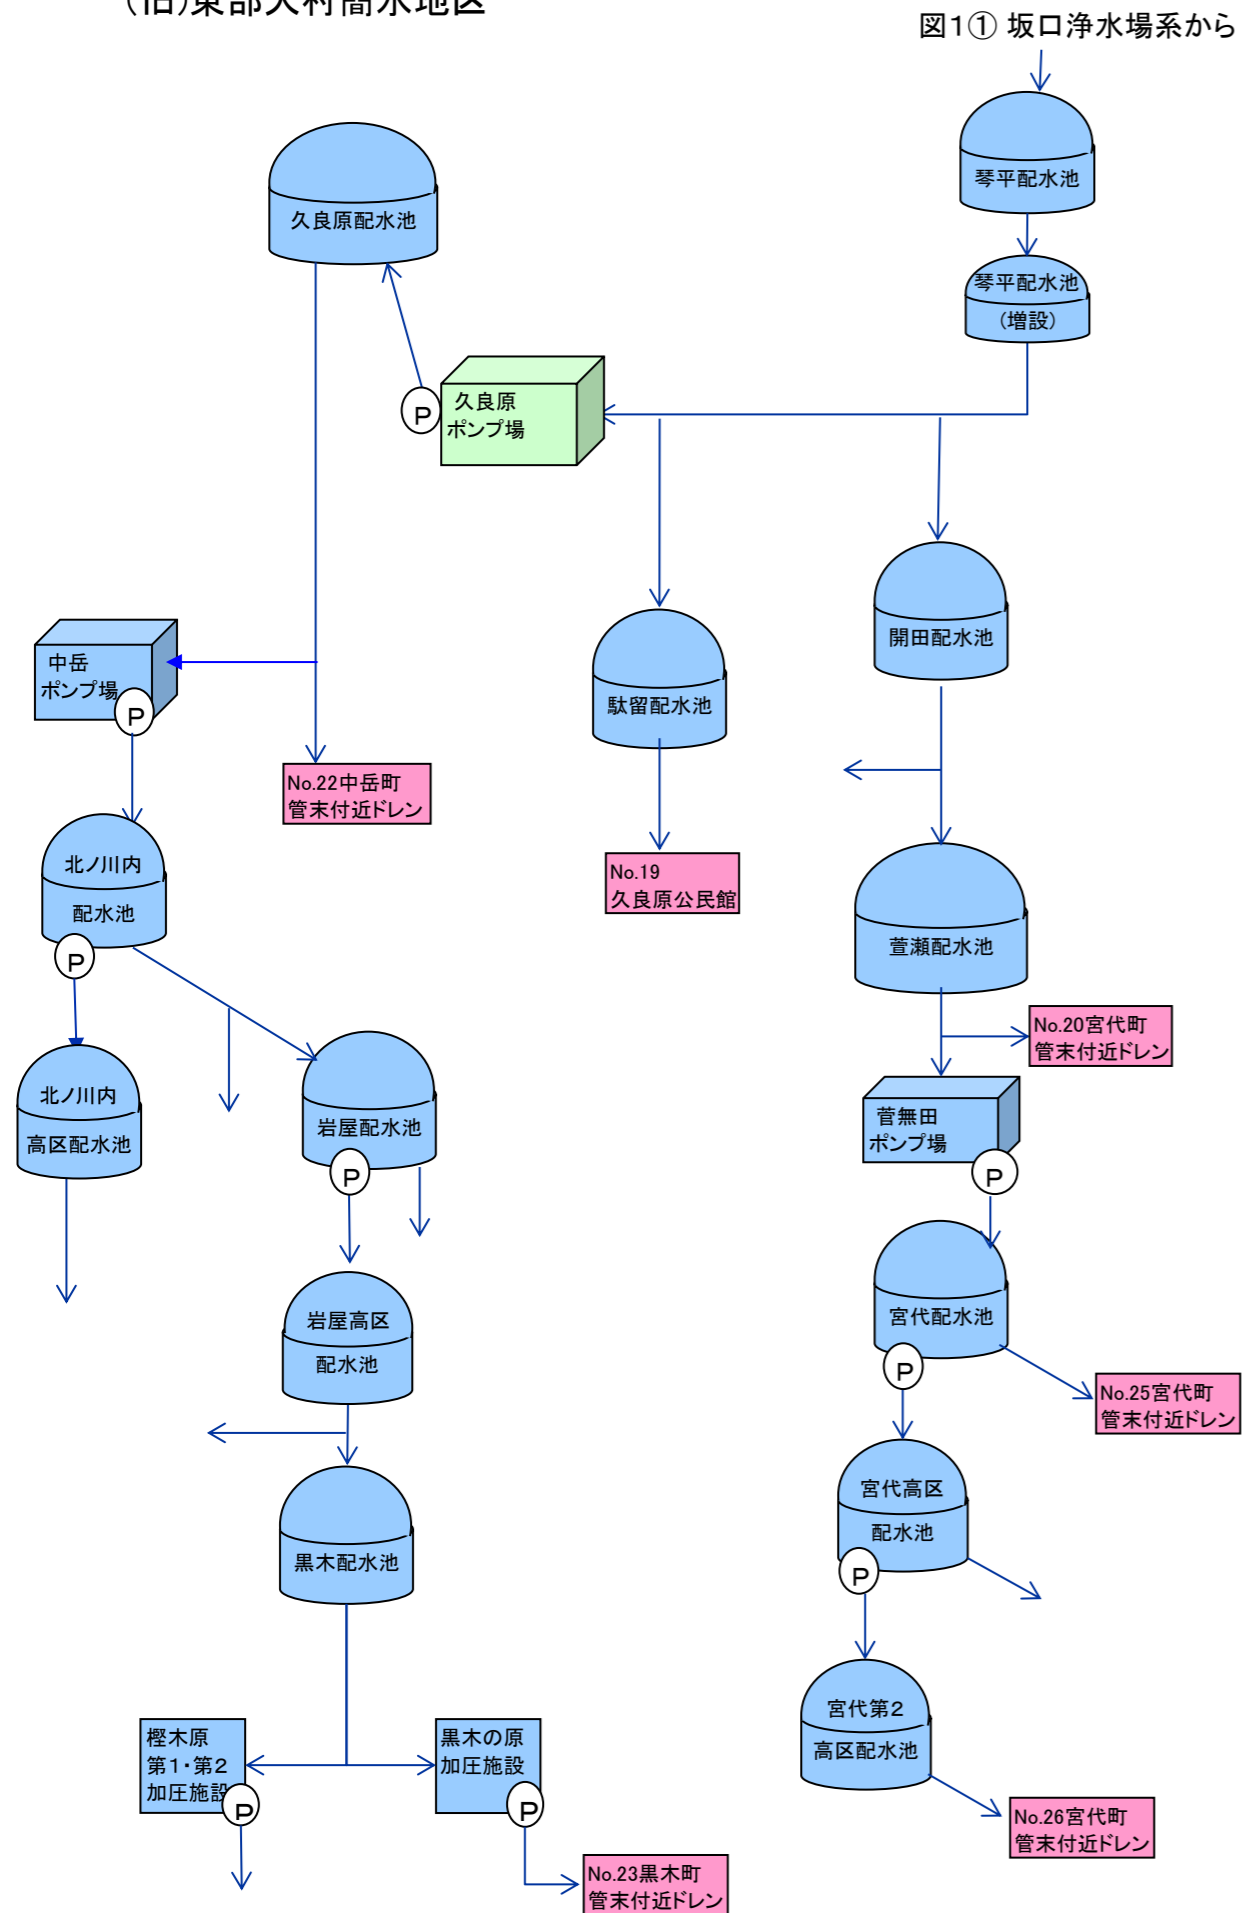 (旧)東部大村簡水地区
図1① 坂口浄水場系から
琴平配水池
琴平配水池
(増設)
久良原配水池
久良原
ポンプ場
P
開田配水池
駄留配水池
中岳
ポンプ場
P
No.22中岳町
管末付近ドレン
No.19
久良原公民館
北ノ川内
配水池
P
萱瀬配水池
No.20宮代町
管末付近ドレン
北ノ川内
高区配水池
岩屋配水池
P
菅無田
ポンプ場
P
宮代配水池
P
岩屋高区
配水池
No.25宮代町
管末付近ドレン
宮代高区
配水池
P
黒木配水池
宮代第2
高区配水池
樫木原
第1・第2
加圧施設
P
黒木の原
加圧施設
P
No.26宮代町
管末付近ドレン
No.23黒木町
管末付近ドレン